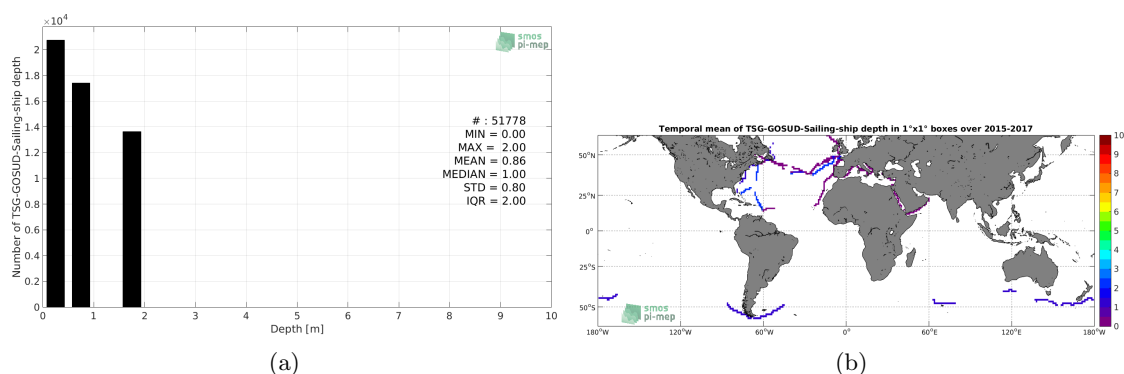 ×10⁴
smos
pi-mep
Number of TSG-GOSUD-Sailing-ship depth
2
1.8
1.6
1.4
1.2
1
0.8
0.6
0.4
0.2
0
# : 51778
MIN = 0.00
MAX = 2.00
MEAN = 0.86
MEDIAN = 1.00
STD = 0.80
IQR = 2.00
0 1 2 3 4 5 6 7 8 9 10
Depth [m]
(a)
Temporal mean of TSG-GOSUD-Sailing-ship depth in 1°x1° boxes over 2015-2017
50°N
25°N
0°
25°S
50°S
180°W 120°W 60°W 0° 60°E 120°E 180°W
smos
pi-mep
10
9
8
7
6
5
4
3
2
1
0
(b)